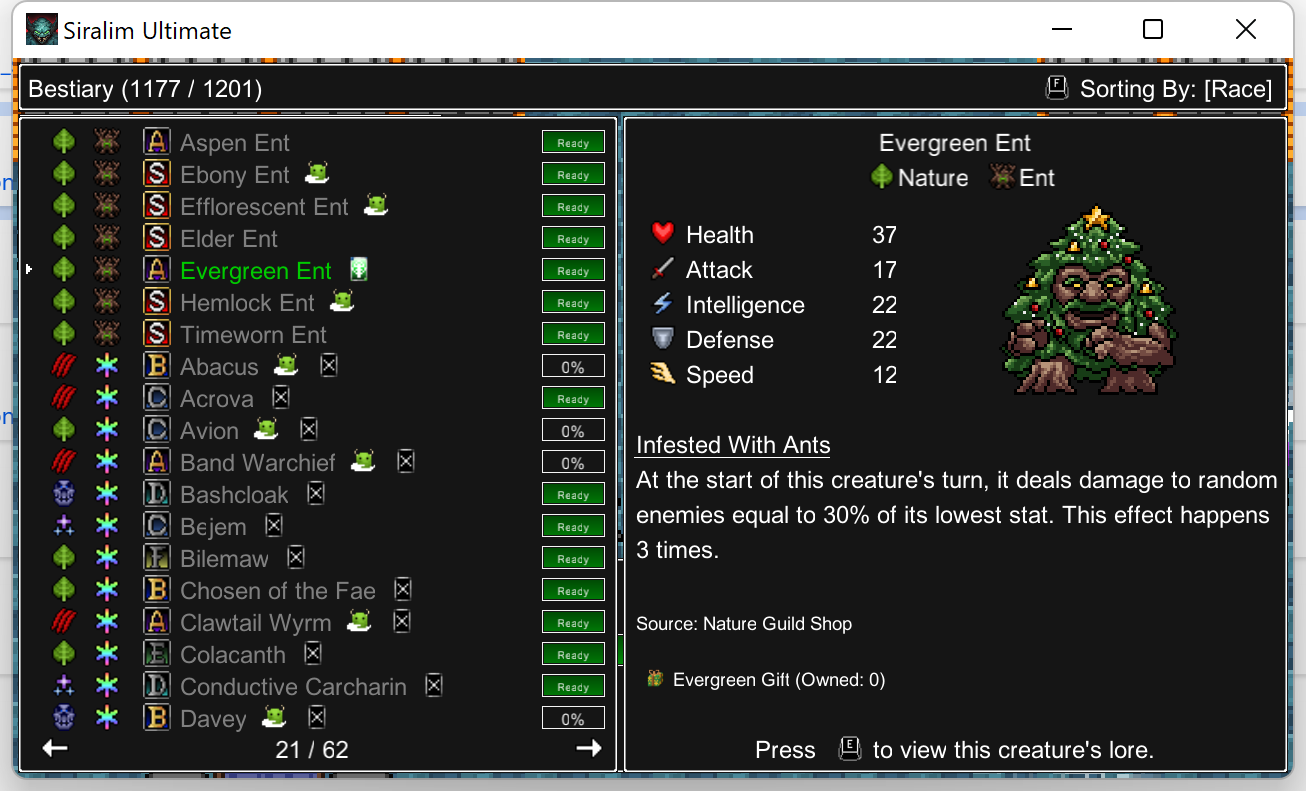 Siralim Ultimate
Bestiary (1177 / 1201)
F Sorting By: [Race]
A Aspen Ent Ready
S Ebony Ent Ready
S Efflorescent Ent Ready
S Elder Ent Ready
A Evergreen Ent Ready
S Hemlock Ent Ready
S Timeworn Ent Ready
B Abacus 0%
C Acrova Ready
C Avion 0%
A Band Warchief 0%
D Bashcloak Ready
C Bejem Ready
F Bilemaw Ready
B Chosen of the Fae Ready
A Clawtail Wyrm Ready
E Colacanth Ready
D Conductive Carcharin Ready
B Davey 0%
21 / 62
Evergreen Ent
Nature Ent
Health 37
Attack 17
Intelligence 22
Defense 22
Speed 12
Infested With Ants
At the start of this creature's turn, it deals damage to random
enemies equal to 30% of its lowest stat. This effect happens
3 times.
Source: Nature Guild Shop
Evergreen Gift (Owned: 0)
Press E to view this creature's lore.